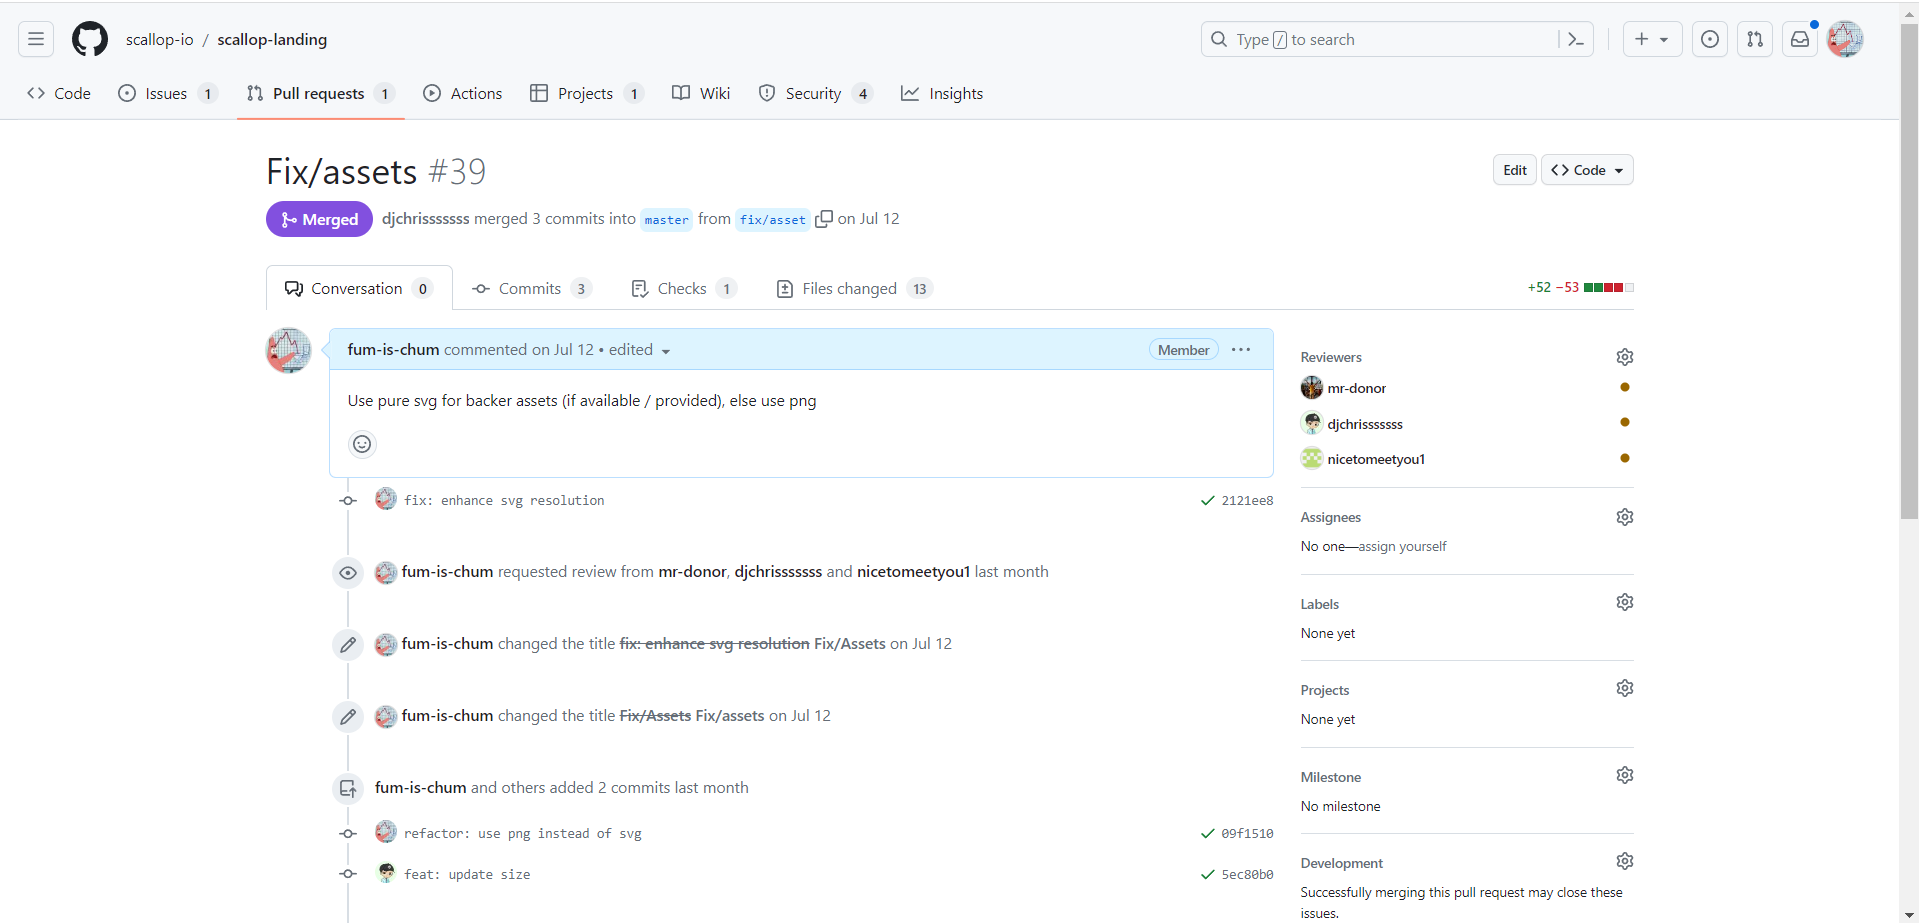 scallop-io / scallop-landing
Type / to search
Code
Issues 1
Pull requests 1
Actions
Projects 1
Wiki
Security 4
Insights
Fix/assets #39
Edit
Code
Merged
djchrisssssss merged 3 commits into master from fix/asset on Jul 12
Conversation 0
Commits 3
Checks 1
Files changed 13
+52 −53
fum-is-chum commented on Jul 12 • edited
Member
Use pure svg for backer assets (if available / provided), else use png
fix: enhance svg resolution
2121ee8
fum-is-chum requested review from mr-donor, djchrisssssss and nicetomeetyou1 last month
fum-is-chum changed the title fix: enhance svg resolution Fix/Assets on Jul 12
fum-is-chum changed the title Fix/Assets Fix/assets on Jul 12
fum-is-chum and others added 2 commits last month
refactor: use png instead of svg
09f1510
feat: update size
5ec80b0
Reviewers
mr-donor
djchrisssssss
nicetomeetyou1
Assignees
No one—assign yourself
Labels
None yet
Projects
None yet
Milestone
No milestone
Development
Successfully merging this pull request may close these
issues.